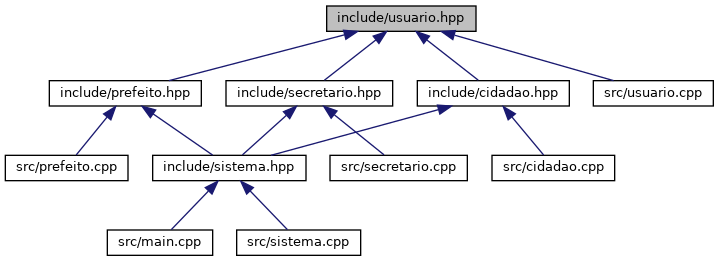 include/usuario.hpp
include/prefeito.hpp
include/secretario.hpp
include/cidadao.hpp
src/usuario.cpp
src/prefeito.cpp
include/sistema.hpp
src/secretario.cpp
src/cidadao.cpp
src/main.cpp
src/sistema.cpp